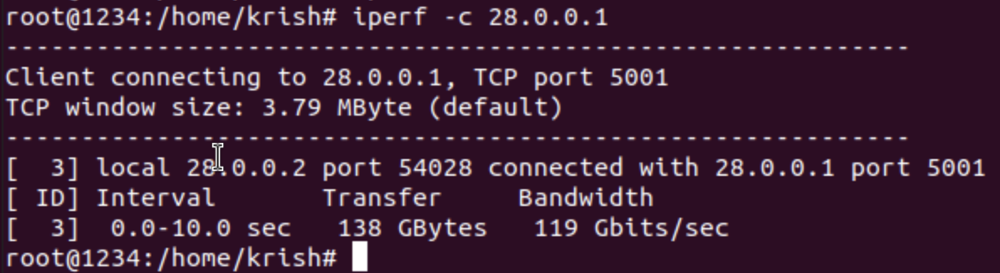 root@1234:/home/krish# iperf -c 28.0.0.1
------------------------------------------------------------
Client connecting to 28.0.0.1, TCP port 5001
TCP window size: 3.79 MByte (default)
------------------------------------------------------------
[  3] local 28.0.0.2 port 54028 connected with 28.0.0.1 port 5001
[ ID] Interval       Transfer     Bandwidth
[  3]  0.0-10.0 sec   138 GBytes   119 Gbits/sec
root@1234:/home/krish#